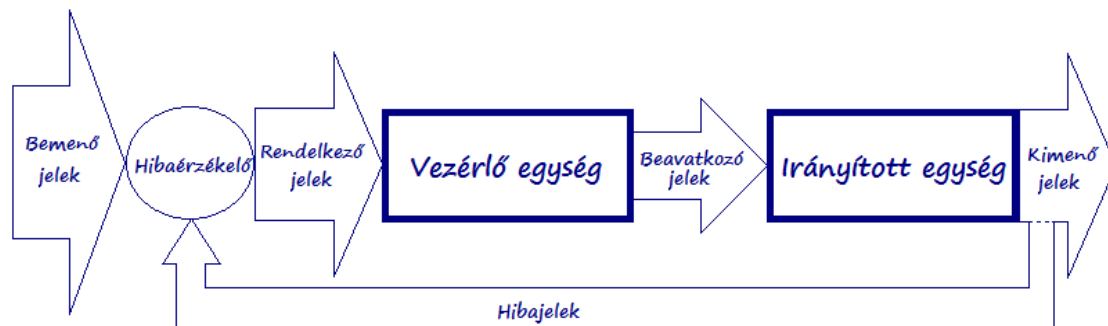 Bemenő
jelek
Hibaérzékelő
Rendelkező
jelek
Vezérlő egység
Beavatkozó
jelek
Irányított egység
Kimenő
jelek
Hibajelek